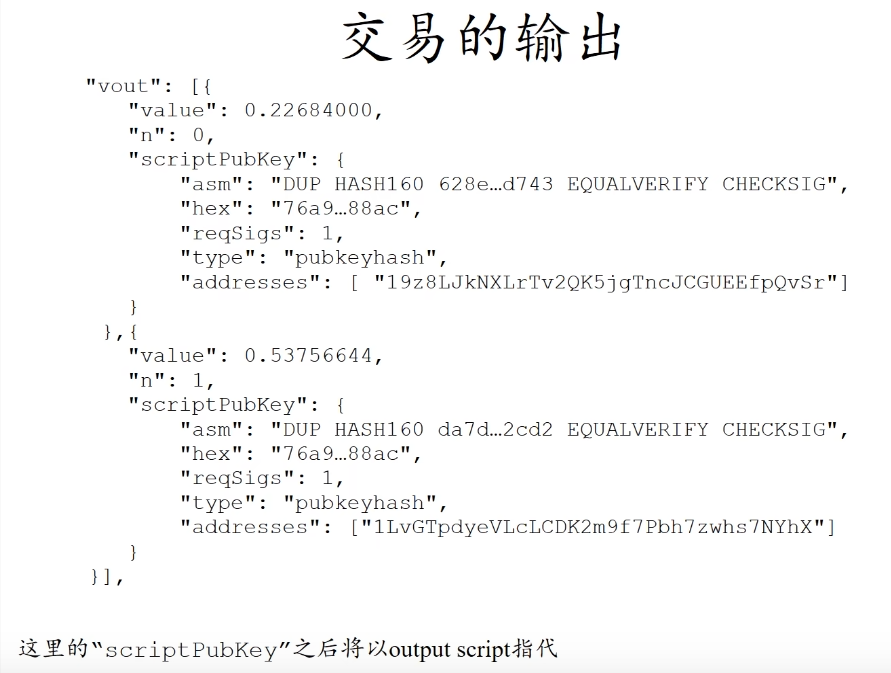 交易的输出
"vout": [{
"value": 0.22684000,
"n": 0,
"scriptPubKey": {
"asm": "DUP HASH160 628e…d743 EQUALVERIFY CHECKSIG",
"hex": "76a9…88ac",
"reqSigs": 1,
"type": "pubkeyhash",
"addresses": [ "19z8LJkNXLrTv2QK5jgTncJCGUEEfpQvSr"]
}
},{
"value": 0.53756644,
"n": 1,
"scriptPubKey": {
"asm": "DUP HASH160 da7d…2cd2 EQUALVERIFY CHECKSIG",
"hex": "76a9…88ac",
"reqSigs": 1,
"type": "pubkeyhash",
"addresses": ["1LvGTpdyeVLcLCDK2m9f7Pbh7zwhs7NYhX"]
}
}],
这里的“scriptPubKey”之后将以output script指代